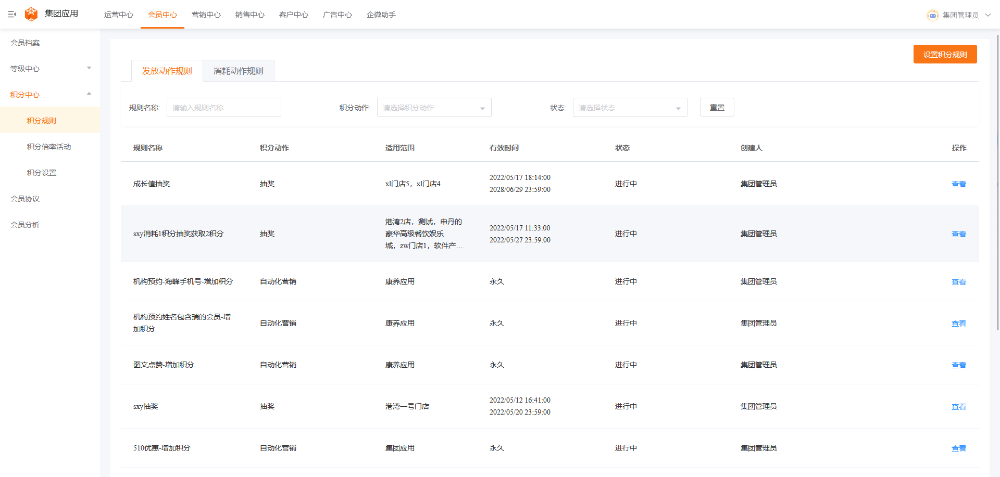 集团应用
运营中心
会员中心
营销中心
销售中心
客户中心
广告中心
企微助手
集团管理员
会员档案
等级中心
积分中心
积分规则
积分倍率活动
积分设置
会员协议
会员分析
设置积分规则
发放动作规则
消耗动作规则
规则名称: 请输入规则名称
积分动作: 请选择积分动作
状态: 请选择状态
重置
规则名称 积分动作 适用范围 有效时间 状态 创建人 操作
成长值抽奖
抽奖
xl门店5，xl门店4
2022/05/17 18:14:00
2028/06/29 23:59:00
进行中
集团管理员
查看
sxy消耗1积分抽奖获取2积分
抽奖
港湾2店，测试，申丹的
豪华高级餐饮娱乐
城，zw门店1，软件产...
2022/05/17 11:33:00
2022/05/27 23:59:00
进行中
集团管理员
查看
机构预约-海峰手机号-增加积分
自动化营销
康养应用
永久
进行中
集团管理员
查看
机构预约姓名包含瑞的会员-增
加积分
自动化营销
康养应用
永久
进行中
集团管理员
查看
图文点赞-增加积分
自动化营销
康养应用
永久
进行中
集团管理员
查看
sxy抽奖
抽奖
港湾一号门店
2022/05/12 16:41:00
2022/05/20 23:59:00
进行中
集团管理员
查看
510优惠-增加积分
自动化营销
集团应用
永久
进行中
集团管理员
查看